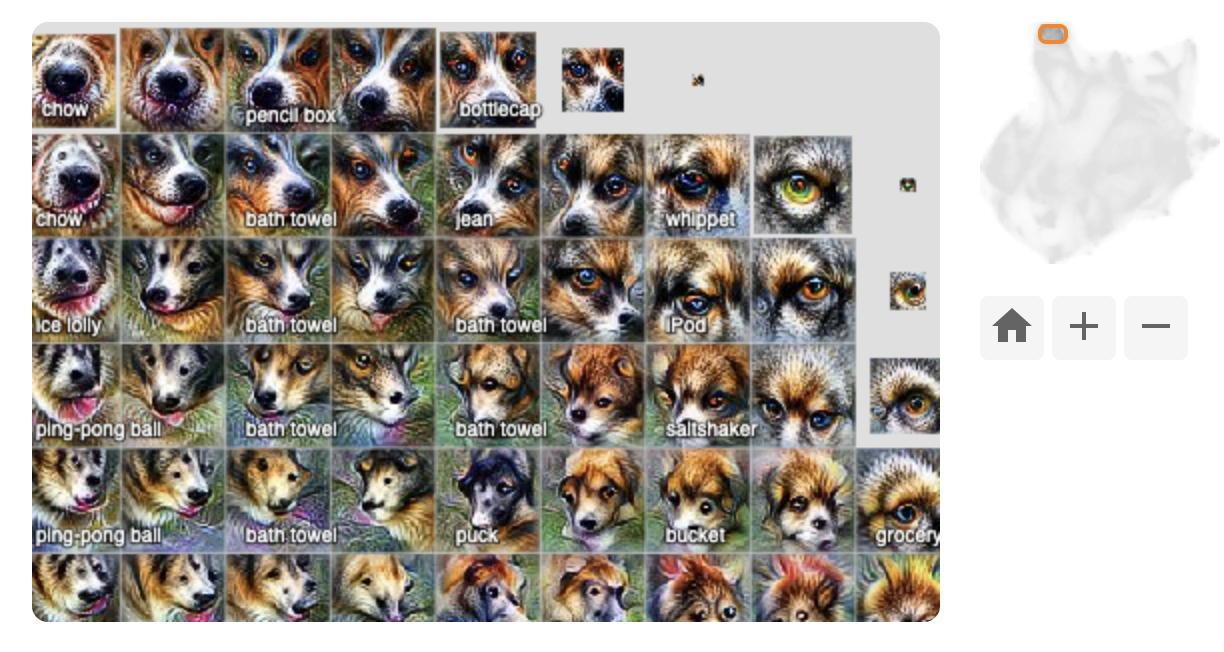 chow
pencil box
bottlecap
chow
bath towel
jean
whippet
ice lolly
bath towel
bath towel
iPod
ping-pong ball
bath towel
bath towel
saltshaker
ping-pong ball
bath towel
puck
bucket
grocery